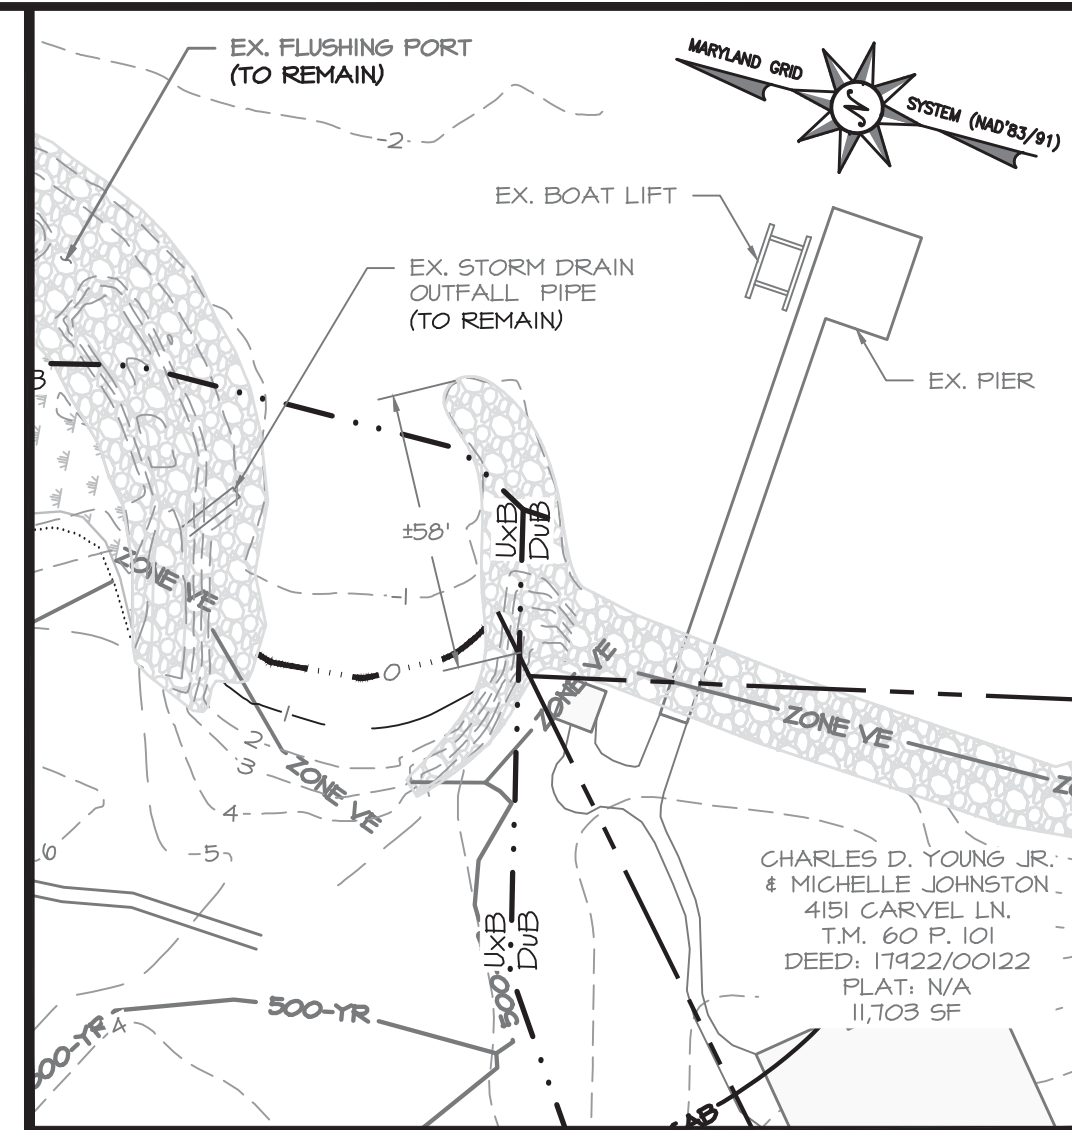 EX. FLUSHING PORT
(TO REMAIN)
MARYLAND GRID
N
SYSTEM (NAD'83/91)
-2
EX. BOAT LIFT
EX. STORM DRAIN
OUTFALL PIPE
(TO REMAIN)
EX. PIER
B
±58'
UxB
DuB
ZONE VE
-1
0
ZONE VE
ZONE VE
1
2
3
ZONE VE
4
6
-5
CHARLES D. YOUNG JR.
& MICHELLE JOHNSTON
4151 CARVEL LN.
T.M. 60 P. 101
DEED: 17922/00122
PLAT: N/A
11,703 SF
UxB
DuB
500-YR
500
00-YR
4